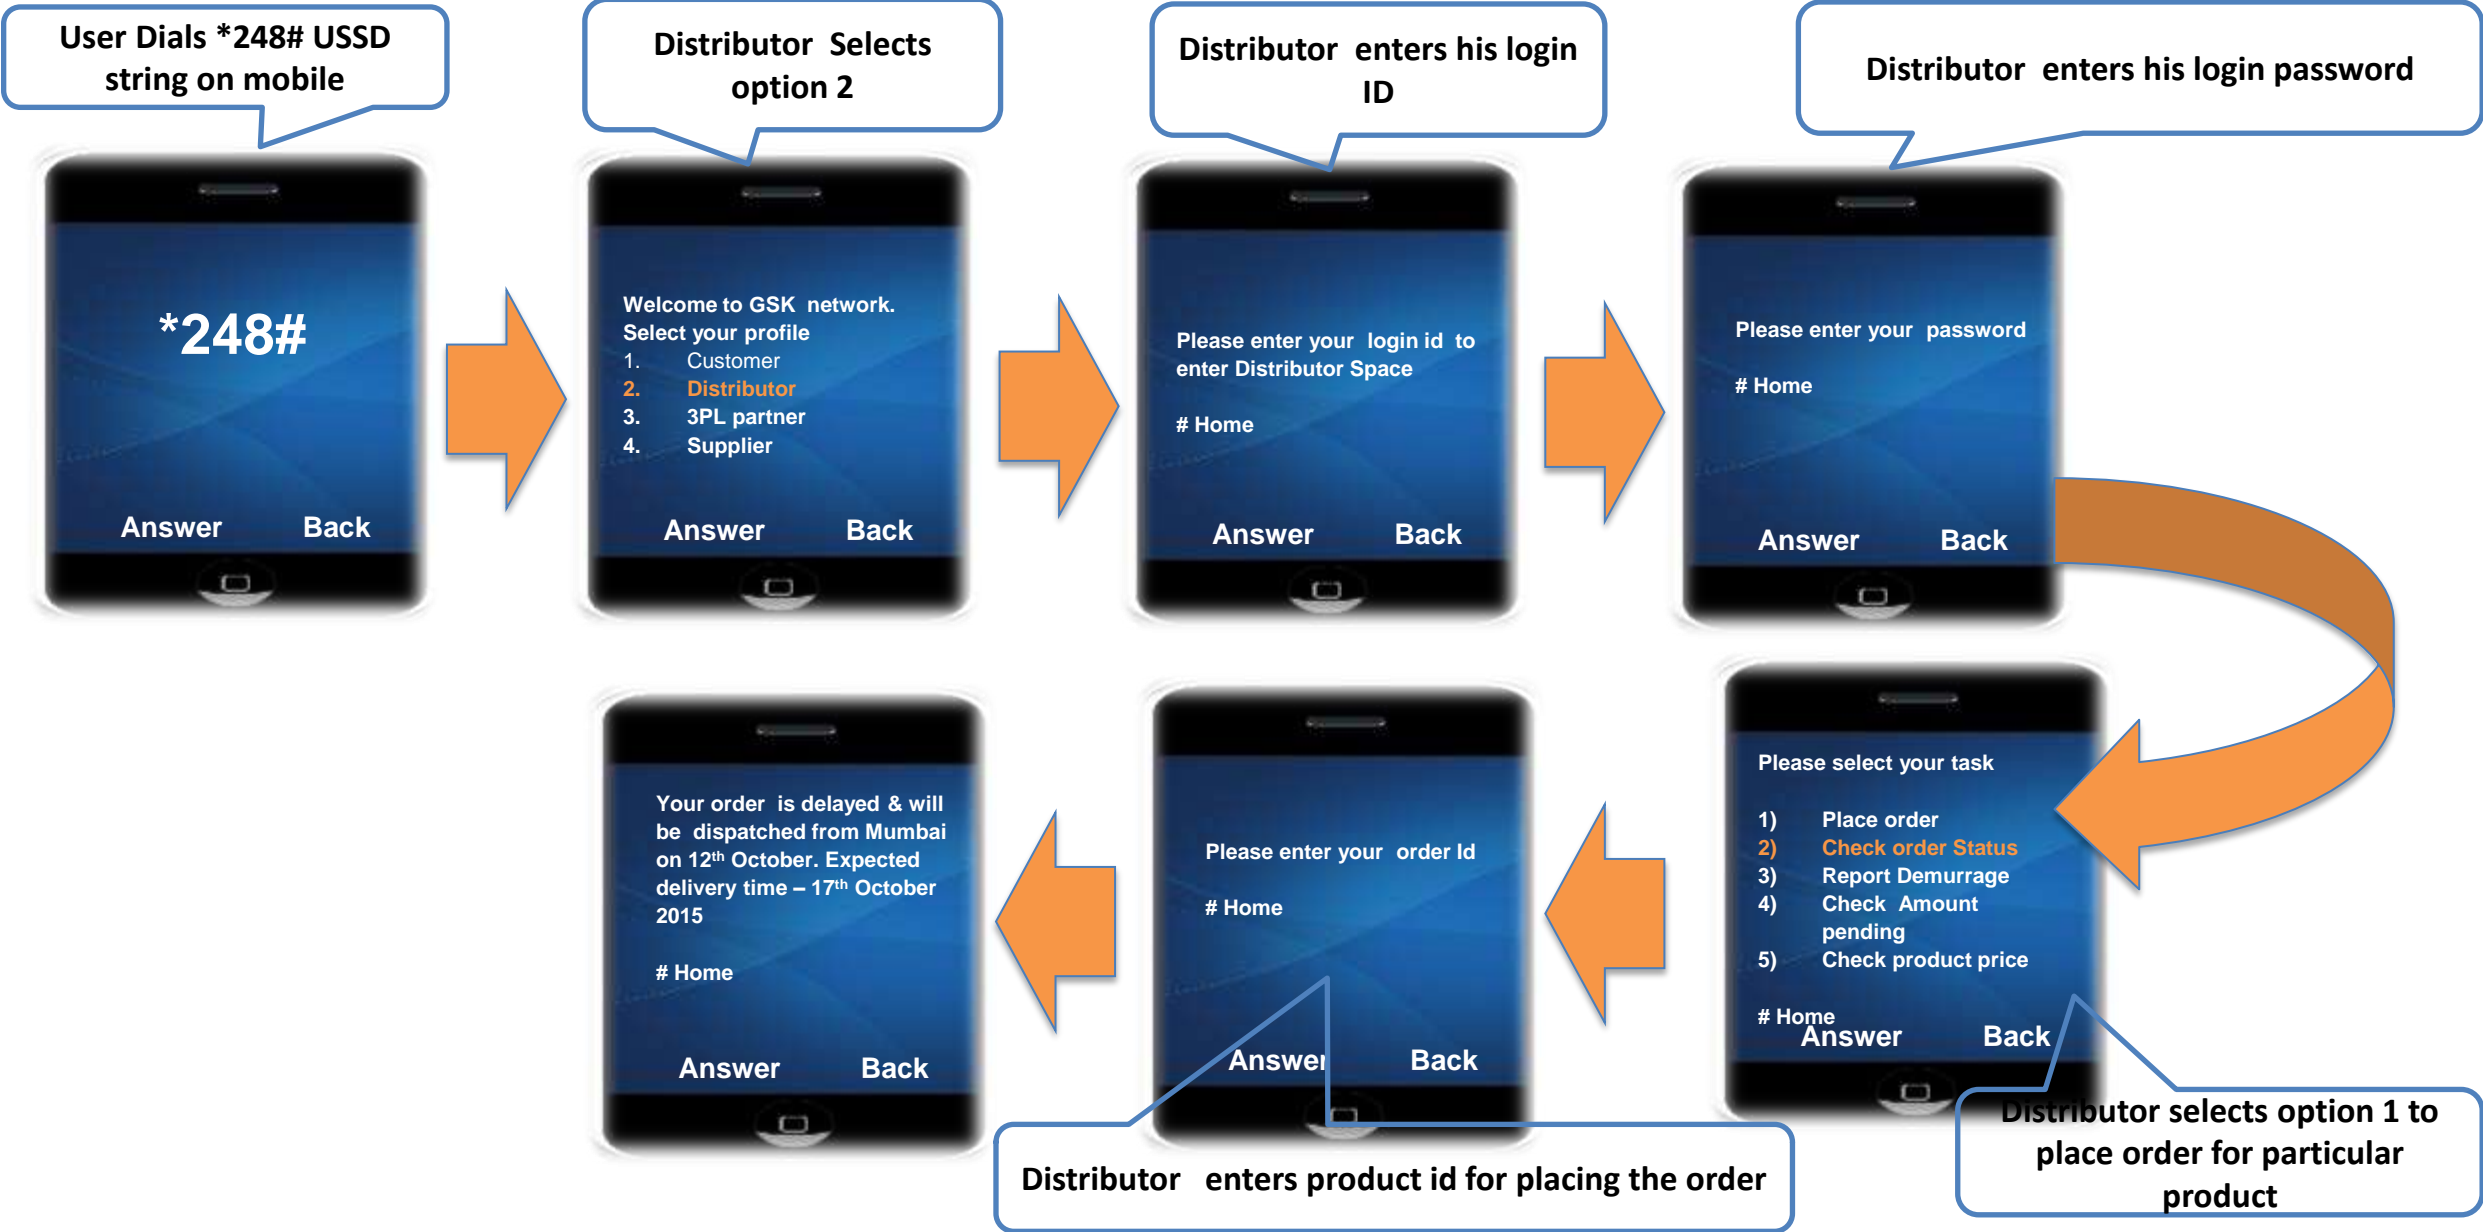 User Dials *248# USSD
string on mobile
Distributor Selects
option 2
Distributor enters his login
ID
Distributor enters his login password
*248#
Answer Back
Welcome to GSK network.
Select your profile
1. Customer
2. Distributor
3. 3PL partner
4. Supplier
Answer Back
Please enter your login id to
enter Distributor Space
# Home
Answer Back
Please enter your password
# Home
Answer Back
Please select your task
1) Place order
2) Check order Status
3) Report Demurrage
4) Check Amount
pending
5) Check product price
# Home
Answer Back
Distributor selects option 1 to
place order for particular
product
Please enter your order Id
# Home
Answer Back
Distributor enters product id for placing the order
Your order is delayed & will
be dispatched from Mumbai
on 12th October. Expected
delivery time – 17th October
2015
# Home
Answer Back